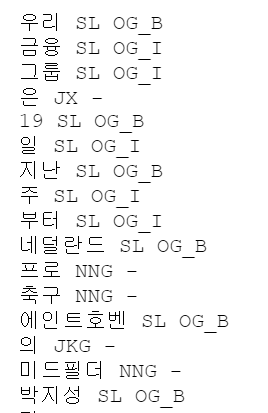 우리 SL OG_B
금융 SL OG_I
그룹 SL OG_I
은 JX -
19 SL OG_B
일 SL OG_I
지난 SL OG_B
주 SL OG_I
부터 SL OG_I
네덜란드 SL OG_B
프로 NNG -
축구 NNG -
에인트호벤 SL OG_B
의 JKG -
미드필더 NNG -
박지성 SL OG_B